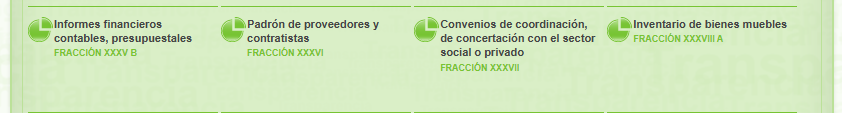 Informes financieros
contables, presupuestales
FRACCIÓN XXXV B
Padrón de proveedores y
contratistas
FRACCIÓN XXXVI
Convenios de coordinación,
de concertación con el sector
social o privado
FRACCIÓN XXXVII
Inventario de bienes muebles
FRACCIÓN XXXVIII A